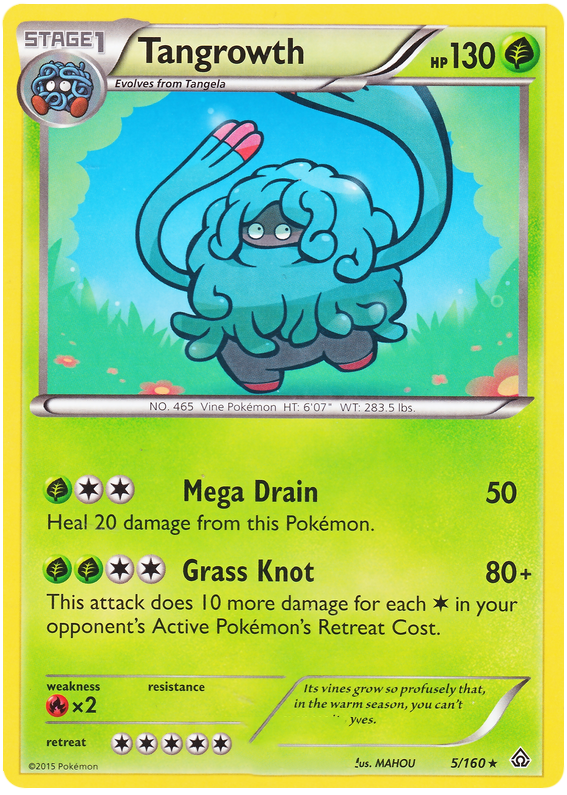 STAGE1
Tangrowth
HP130
Evolves from Tangela
NO. 465 Vine Pokémon HT: 6'07" WT: 283.5 lbs.
Mega Drain 50
Heal 20 damage from this Pokémon.
Grass Knot 80+
This attack does 10 more damage for each in your
opponent's Active Pokémon's Retreat Cost.
weakness resistance
×2
Its vines grow so profusely that,
in the warm season, you can't
retreat
©2015 Pokémon
MAHOU
5/160